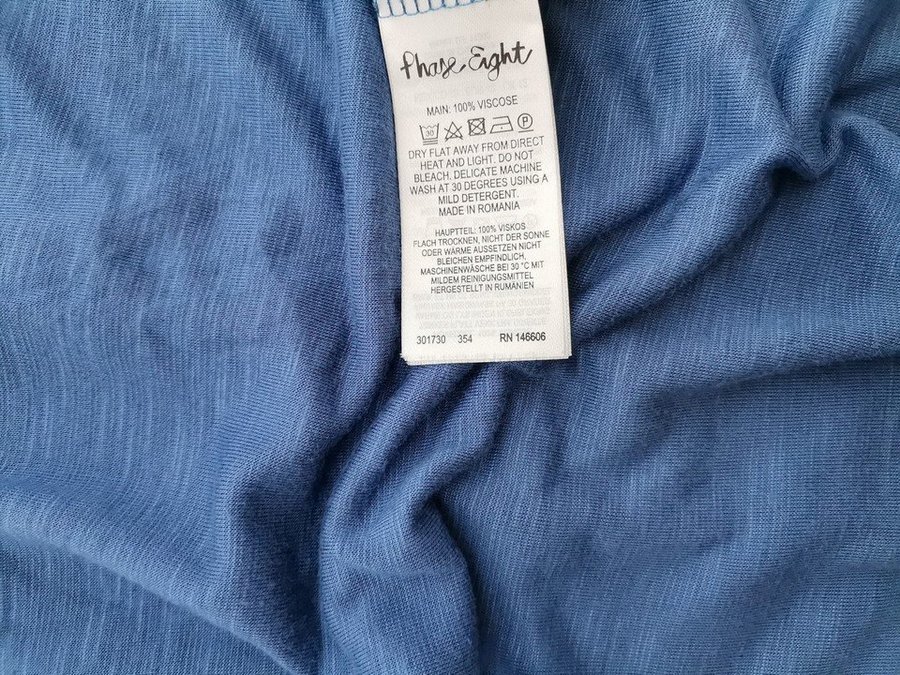 Phase Eight
MAIN: 100% VISCOSE
30
P
DRY FLAT AWAY FROM DIRECT
HEAT AND LIGHT. DO NOT
BLEACH. DELICATE MACHINE
WASH AT 30 DEGREES USING A
MILD DETERGENT.
MADE IN ROMANIA
HAUPTTEIL: 100% VISKOS
FLACH TROCKNEN, NICHT DER SONNE
ODER WÄRME AUSSETZEN NICHT
BLEICHEN EMPFINDLICH.
MASCHINENWÄSCHE BEI 30 °C MIT
MILDEM REINIGUNGSMITTEL
HERGESTELLT IN RUMÄNIEN
301730 354 RN 146606